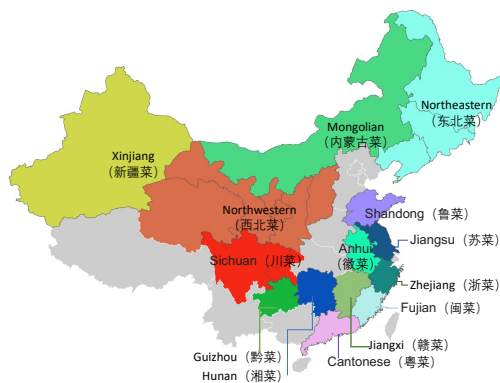 Northeastern
（东北菜）
Mongolian
（内蒙古菜）
Xinjiang
（新疆菜）
Northwestern
（西北菜）
Shandong（鲁菜）
Jiangsu（苏菜）
Anhui
（徽菜）
Sichuan（川菜）
Zhejiang（浙菜）
Fujian（闽菜）
Jiangxi（赣菜）
Guizhou（黔菜）
Cantonese（粤菜）
Hunan（湘菜）